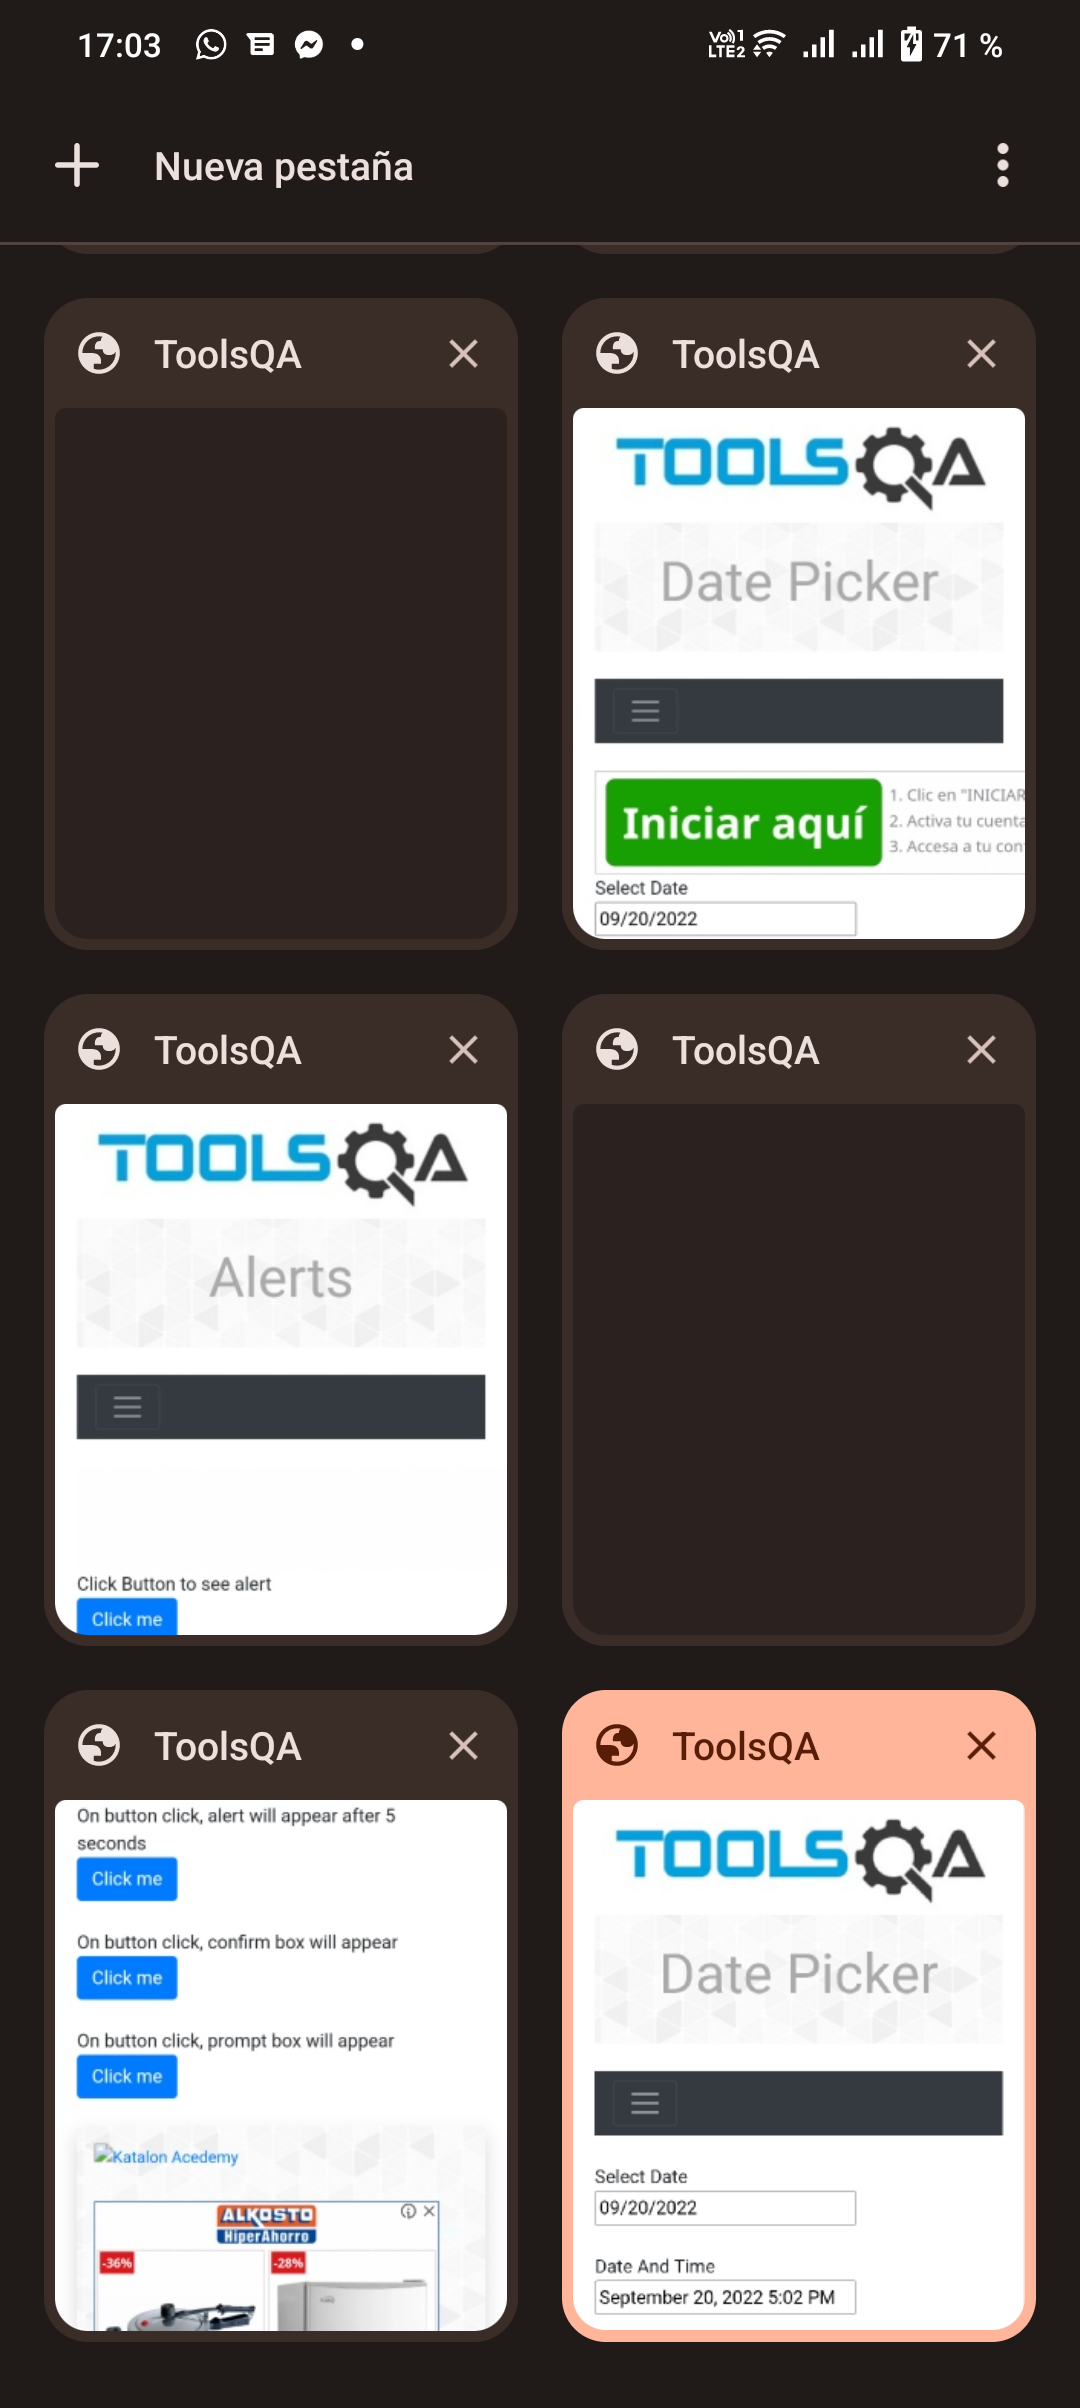 17:03
Vo)) 1
LTE2
71 %
Nueva pestaña
ToolsQA
ToolsQA
TOOLSQA
Date Picker
Iniciar aquí
1. Clic en "INICIAR
2. Activa tu cuenta
3. Accesa a tu con
Select Date
09/20/2022
ToolsQA
TOOLSQA
Alerts
Click Button to see alert
Click me
ToolsQA
ToolsQA
On button click, alert will appear after 5
seconds
Click me
On button click, confirm box will appear
Click me
On button click, prompt box will appear
Click me
Katalon Acedemy
ALKOSTO
HiperAhorro
-36%
-28%
ToolsQA
TOOLSQA
Date Picker
Select Date
09/20/2022
Date And Time
September 20, 2022 5:02 PM